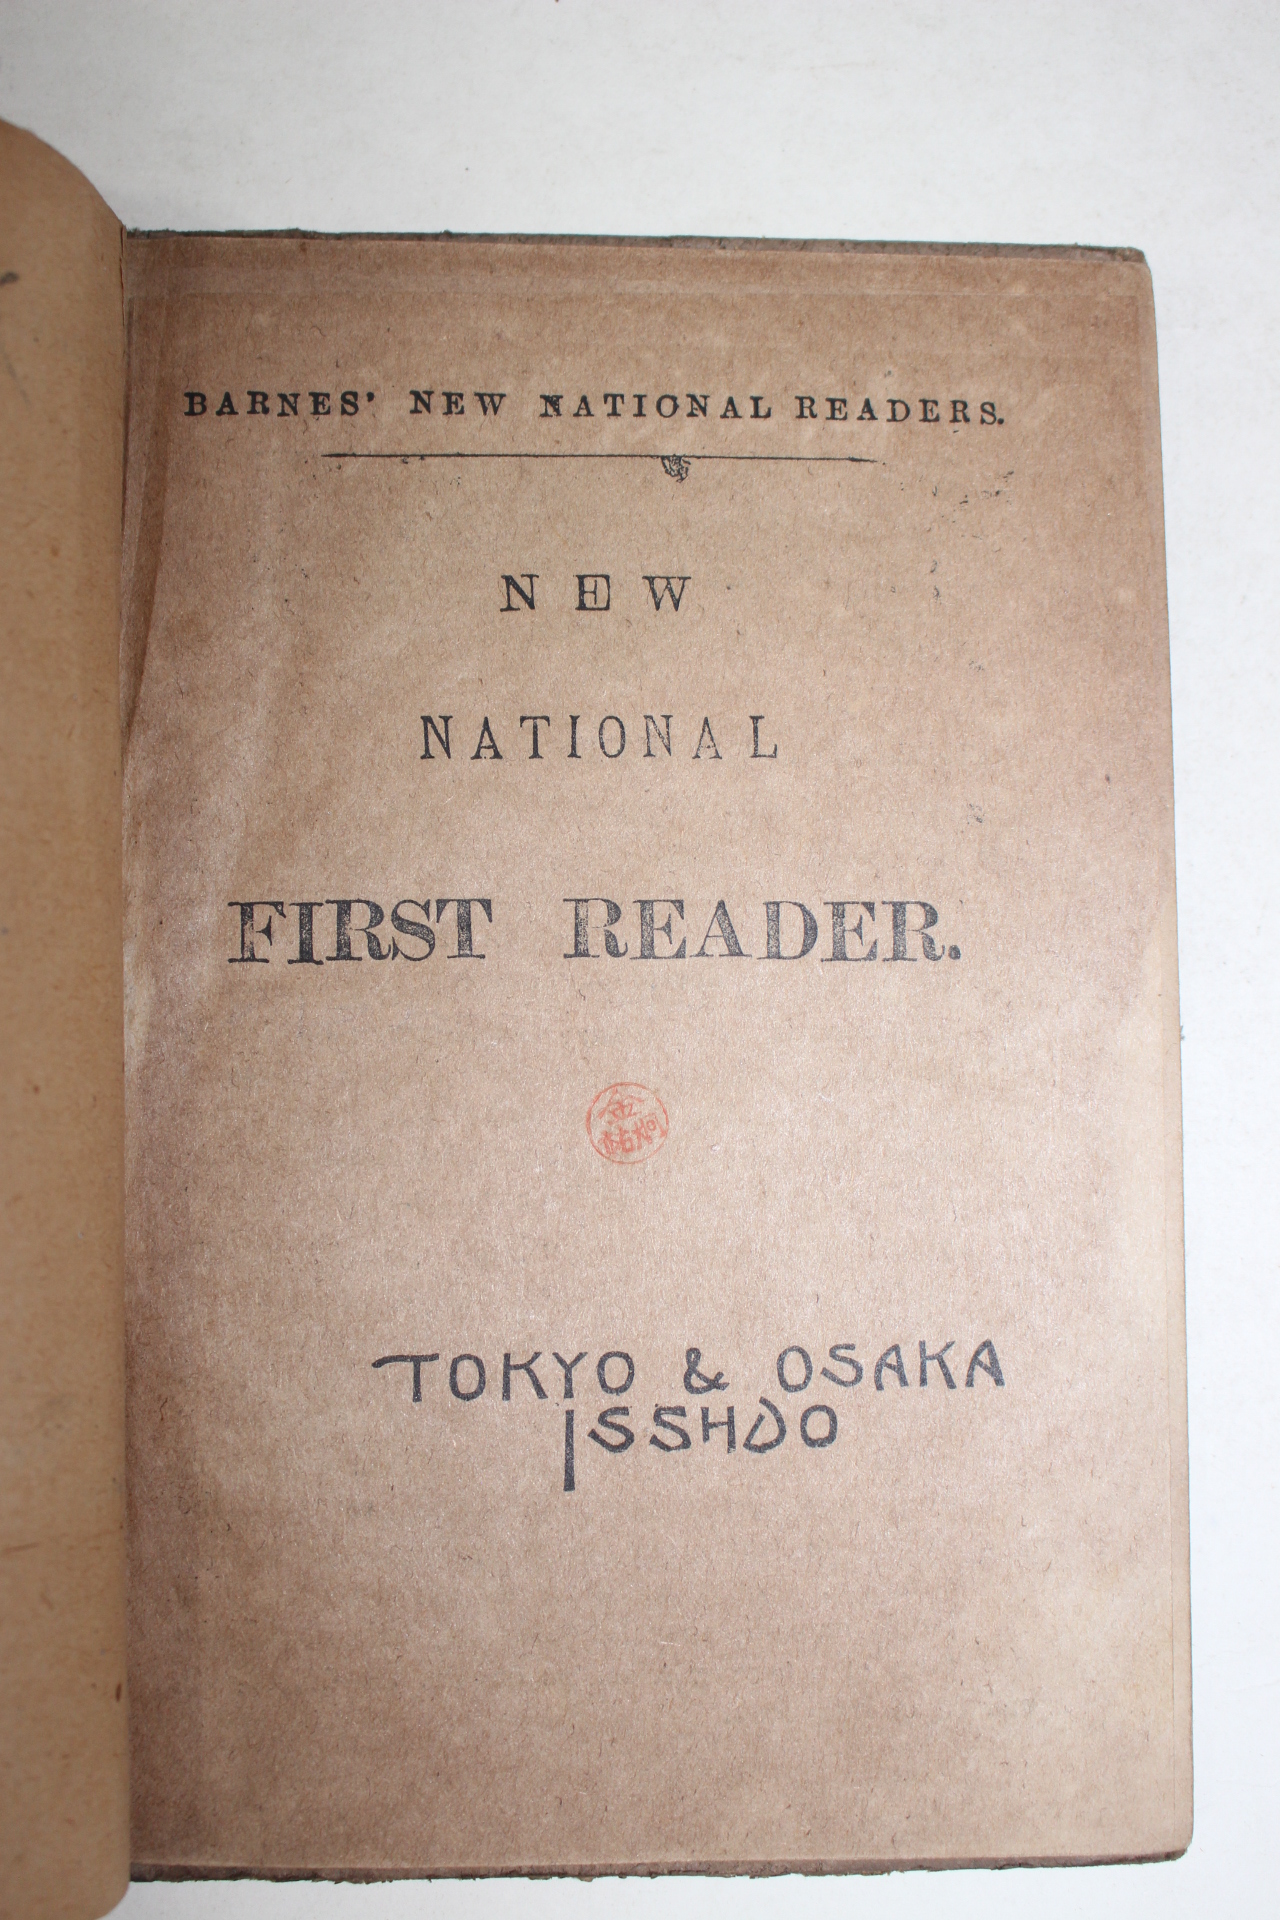 BARNES' NEW NATIONAL READERS.
NEW
NATIONAL
FIRST READER.
TOKYO & OSAKA
ISSHDO